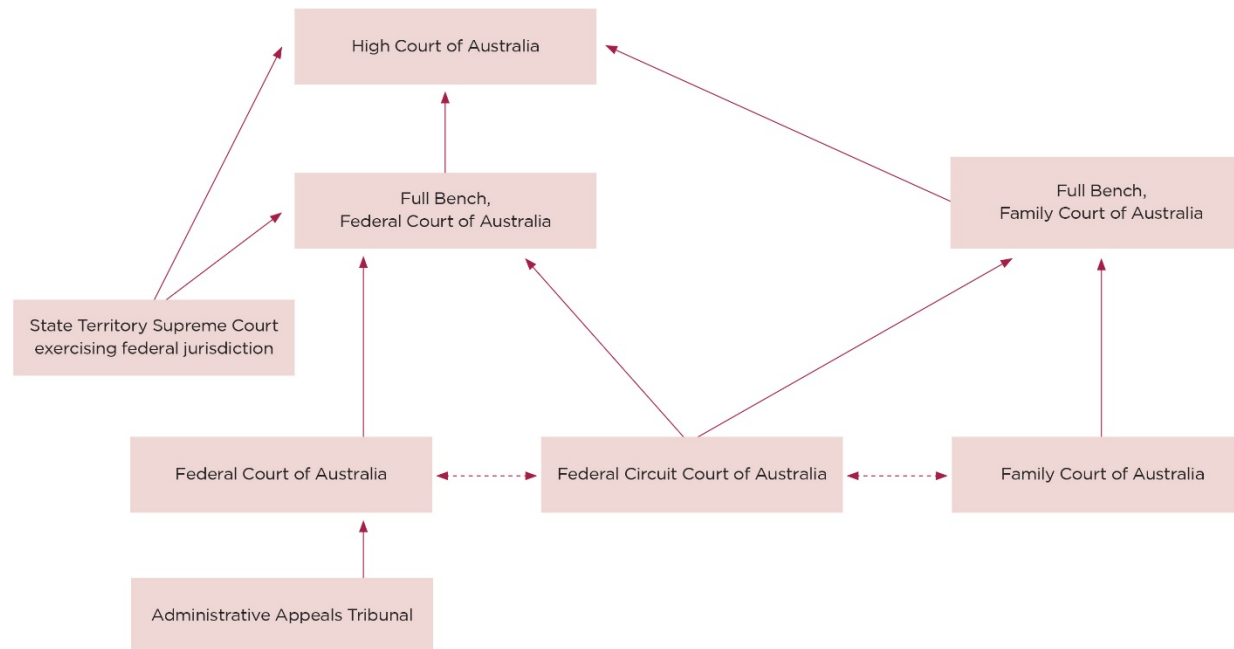 High Court of Australia
Full Bench,
Federal Court of Australia
Full Bench,
Family Court of Australia
State Territory Supreme Court
exercising federal jurisdiction
Federal Court of Australia
Federal Circuit Court of Australia
Family Court of Australia
Administrative Appeals Tribunal